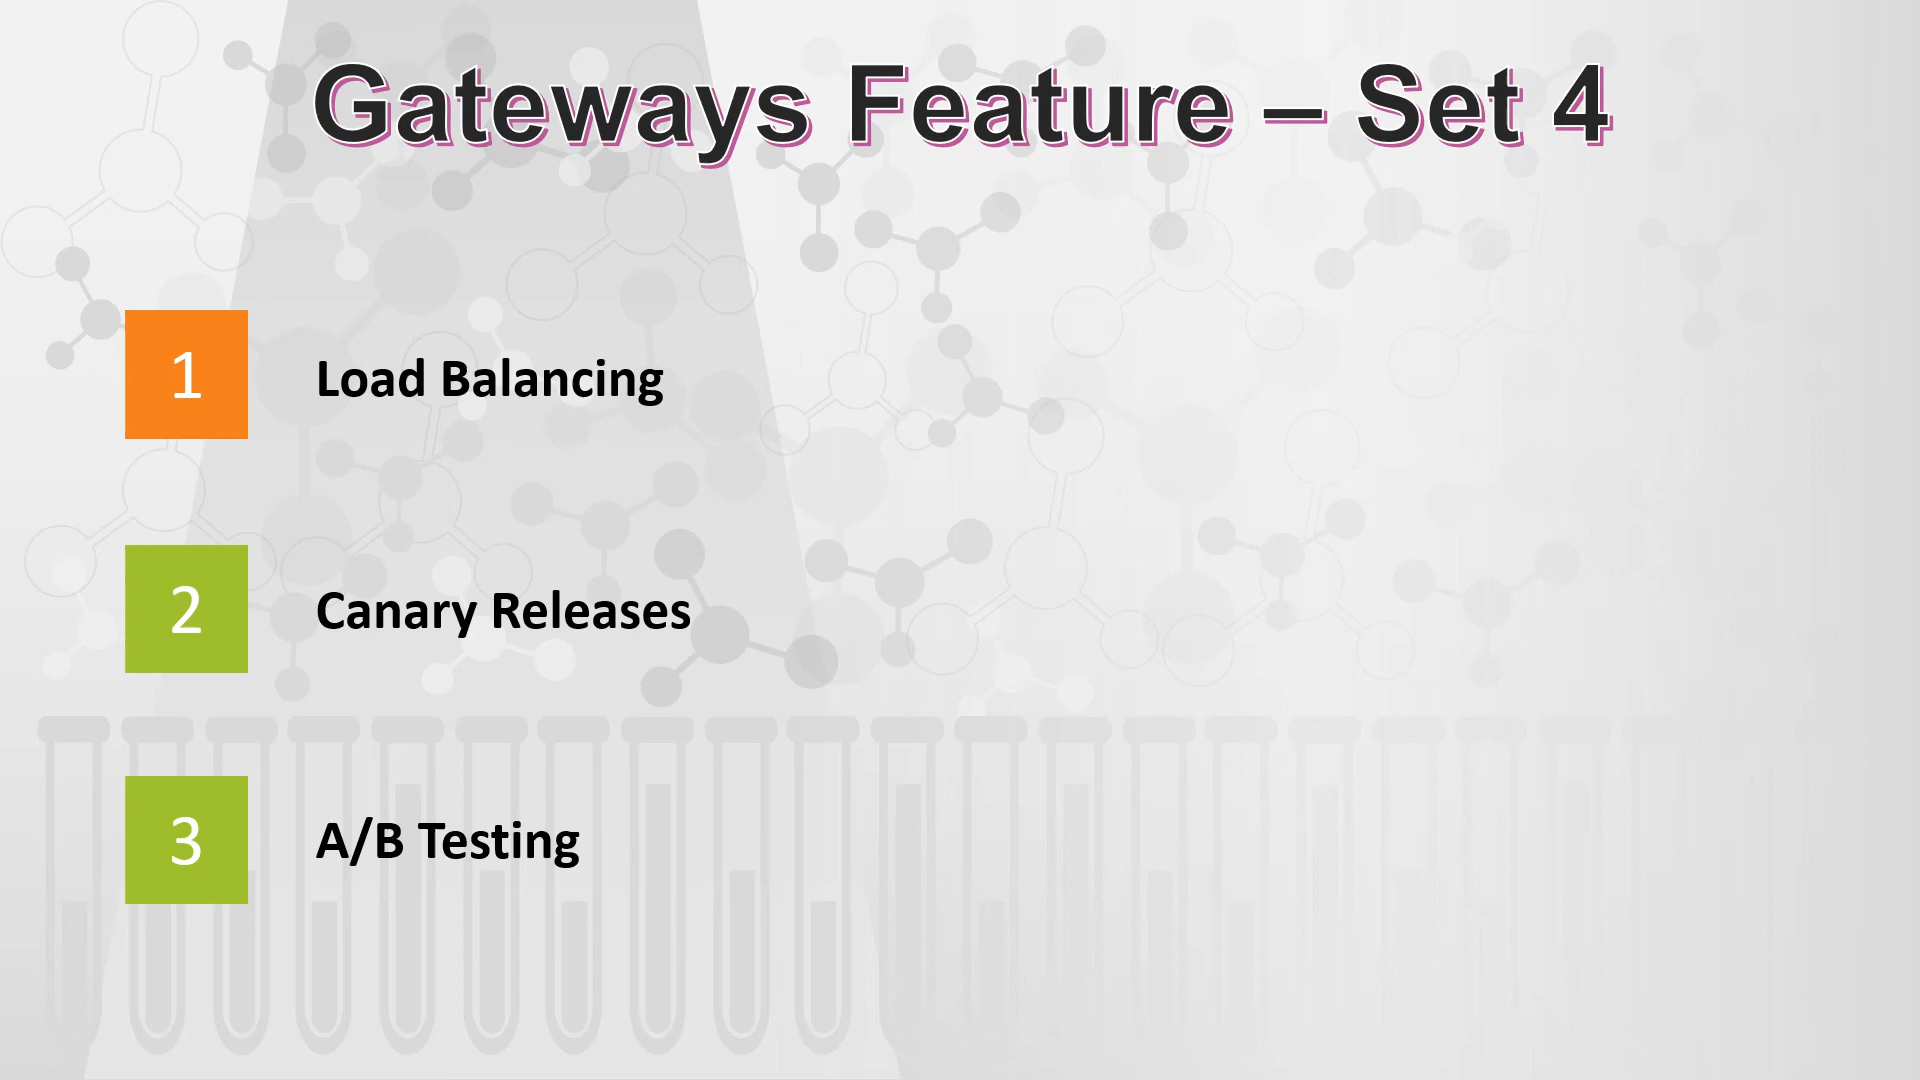 Gateways Feature – Set 4
1
Load Balancing
2
Canary Releases
3
A/B Testing